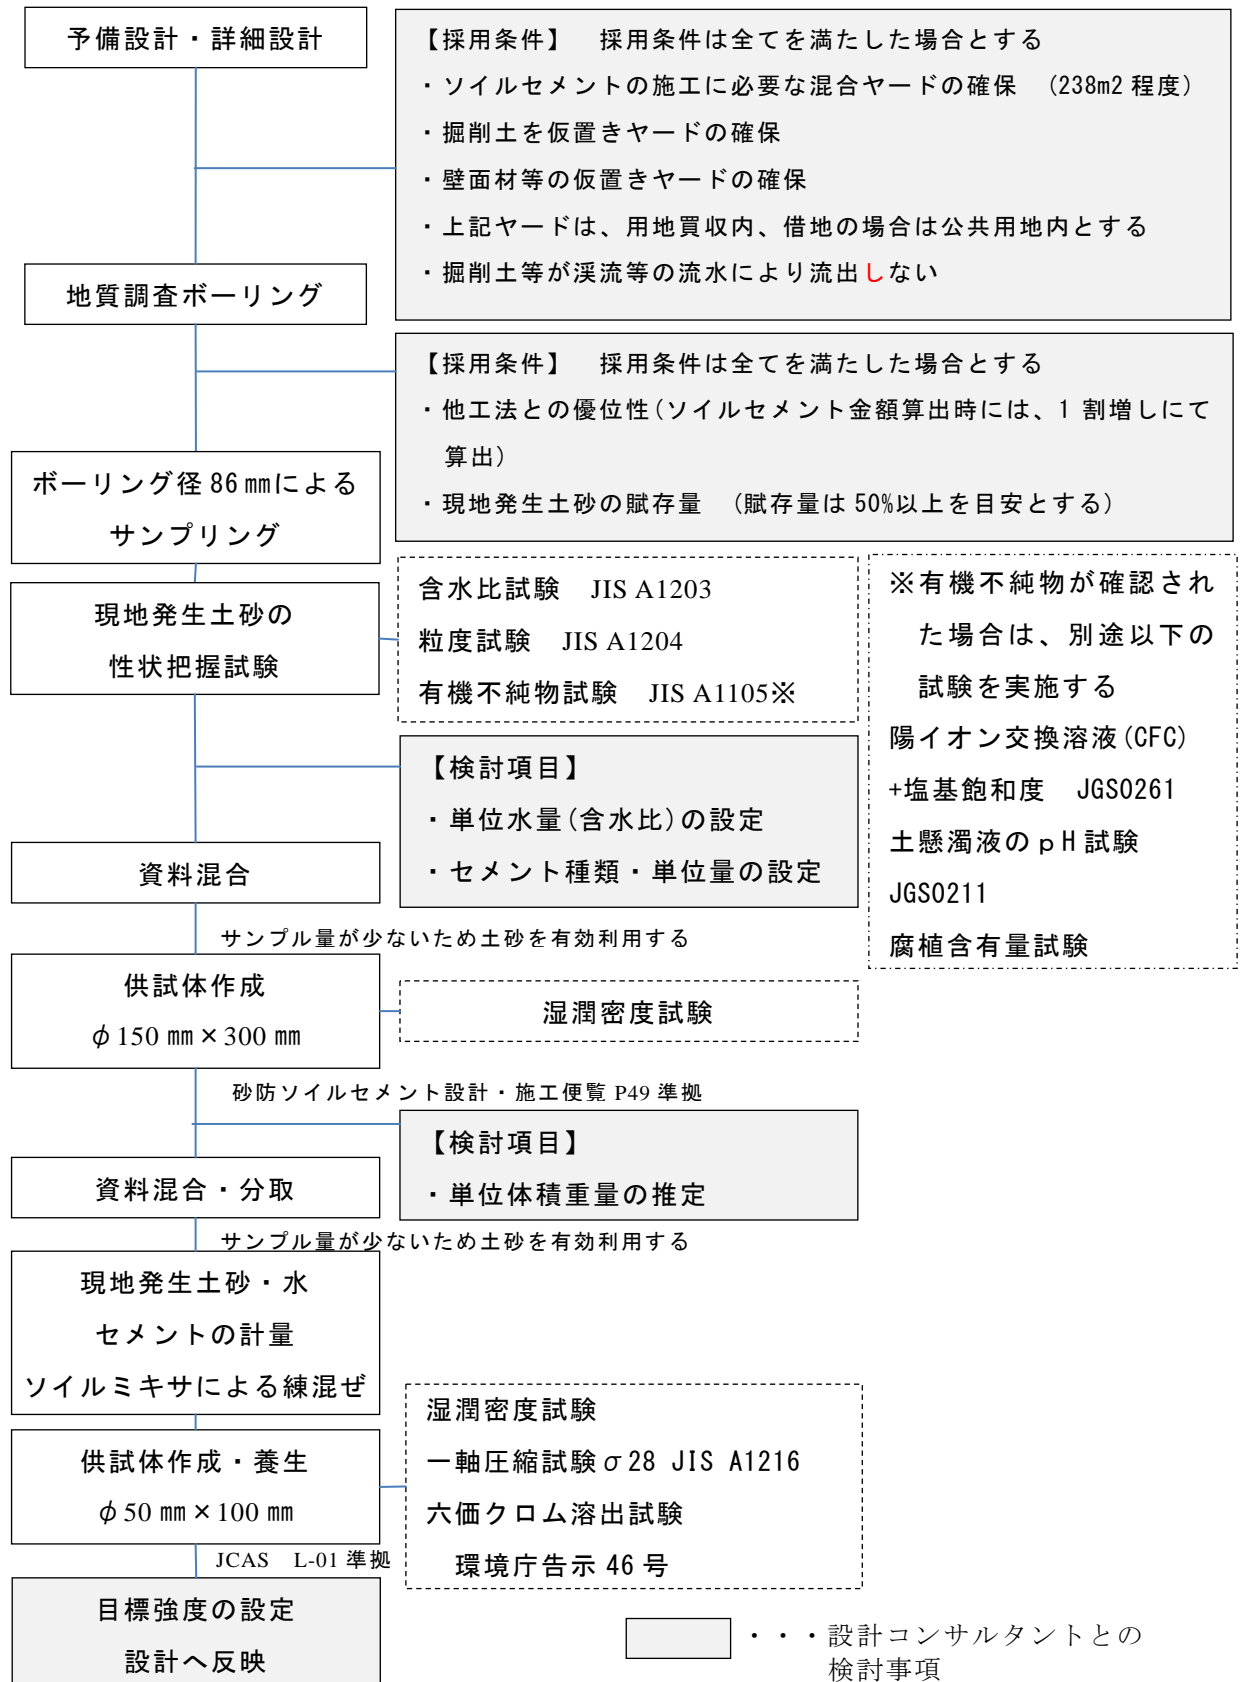 予備設計・詳細設計
【採用条件】　採用条件は全てを満たした場合とする
・ソイルセメントの施工に必要な混合ヤードの確保　(238m2 程度)
・掘削土を仮置きヤードの確保
・壁面材等の仮置きヤードの確保
・上記ヤードは、用地買収内、借地の場合は公共用地内とする
・掘削土等が渓流等の流水により流出しない
地質調査ボーリング
【採用条件】　採用条件は全てを満たした場合とする
・他工法との優位性(ソイルセメント金額算出時には、1 割増しにて
算出)
・現地発生土砂の賦存量　(賦存量は 50%以上を目安とする)
ボーリング径 86 ㎜による
サンプリング
現地発生土砂の
性状把握試験
含水比試験　JIS A1203
粒度試験　JIS A1204
有機不純物試験　JIS A1105※
※有機不純物が確認され
た場合は、別途以下の
試験を実施する
陽イオン交換溶液(CFC)
+塩基飽和度　JGS0261
土懸濁液のｐH 試験
JGS0211
腐植含有量試験
【検討項目】
・単位水量(含水比)の設定
・セメント種類・単位量の設定
資料混合
サンプル量が少ないため土砂を有効利用する
供試体作成
φ150 ㎜×300 ㎜
湿潤密度試験
砂防ソイルセメント設計・施工便覧 P49 準拠
【検討項目】
・単位体積重量の推定
資料混合・分取
サンプル量が少ないため土砂を有効利用する
現地発生土砂・水
セメントの計量
ソイルミキサによる練混ぜ
供試体作成・養生
φ50 ㎜×100 ㎜
湿潤密度試験
一軸圧縮試験σ28 JIS A1216
六価クロム溶出試験
環境庁告示 46 号
JCAS　L-01 準拠
目標強度の設定
設計へ反映
・・・設計コンサルタントとの
検討事項